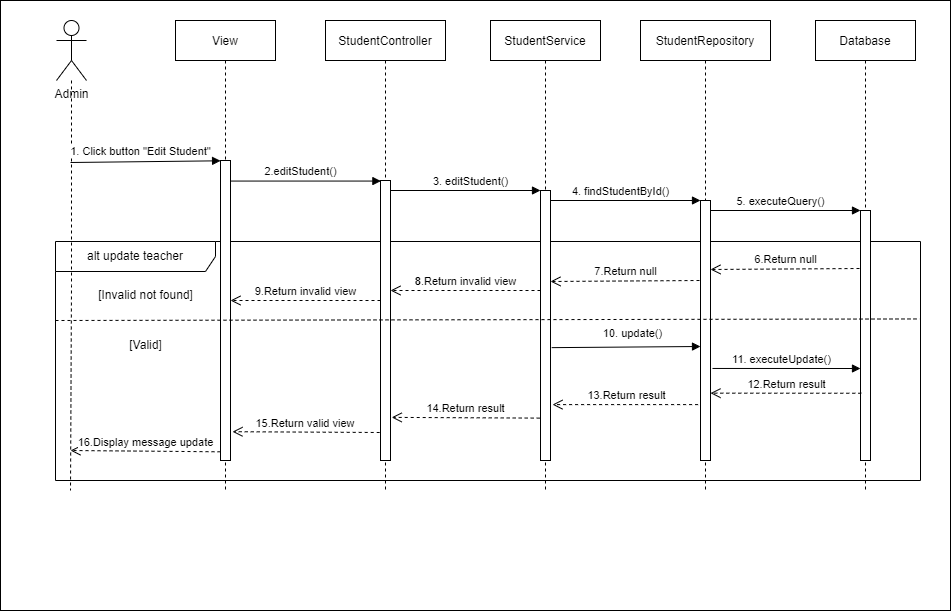 View
StudentController
StudentService
StudentRepository
Database
Admin
1. Click button "Edit Student"
2.editStudent()
3. editStudent()
4. findStudentById()
5. executeQuery()
alt update teacher
6.Return null
7.Return null
8.Return invalid view
9.Return invalid view
[Invalid not found]
10. update()
[Valid]
11. executeUpdate()
12.Return result
13.Return result
14.Return result
15.Return valid view
16.Display message update